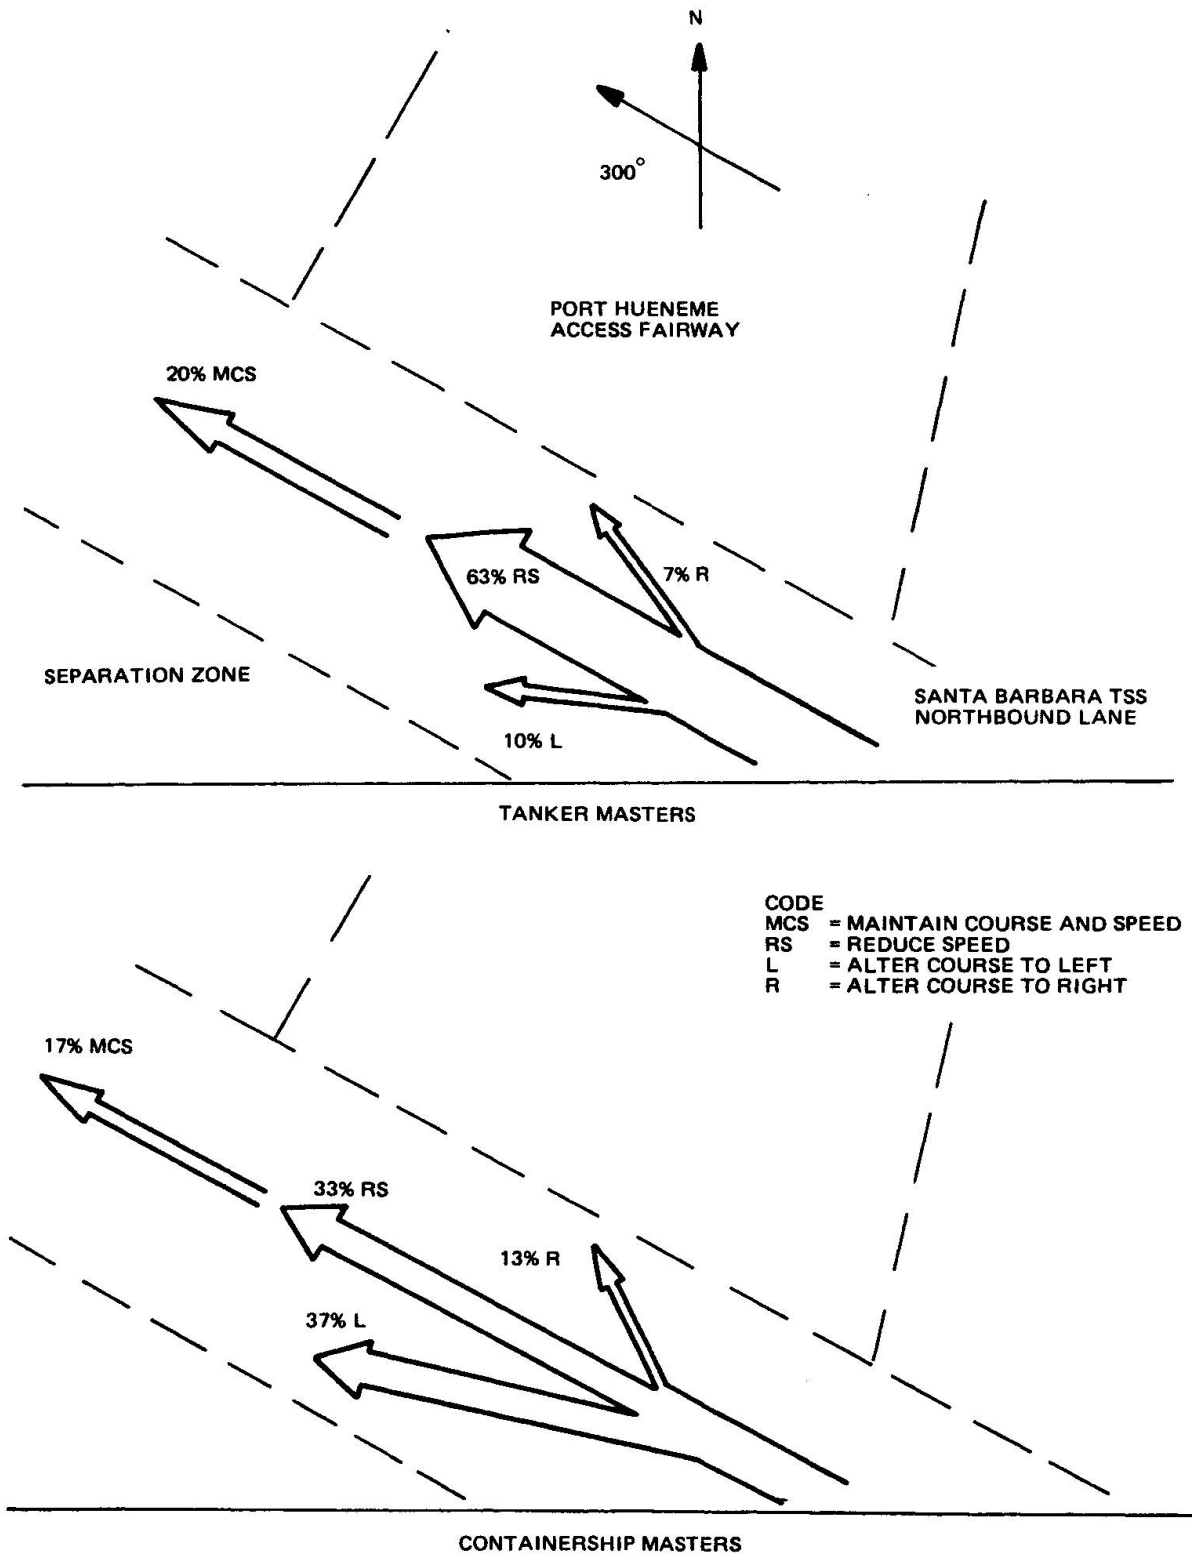 N
300°
PORT HUENEME
ACCESS FAIRWAY
20% MCS
63% RS
7% R
SEPARATION ZONE
SANTA BARBARA TSS
NORTHBOUND LANE
10% L
TANKER MASTERS
CODE
MCS = MAINTAIN COURSE AND SPEED
RS = REDUCE SPEED
L = ALTER COURSE TO LEFT
R = ALTER COURSE TO RIGHT
17% MCS
33% RS
13% R
37% L
CONTAINERSHIP MASTERS